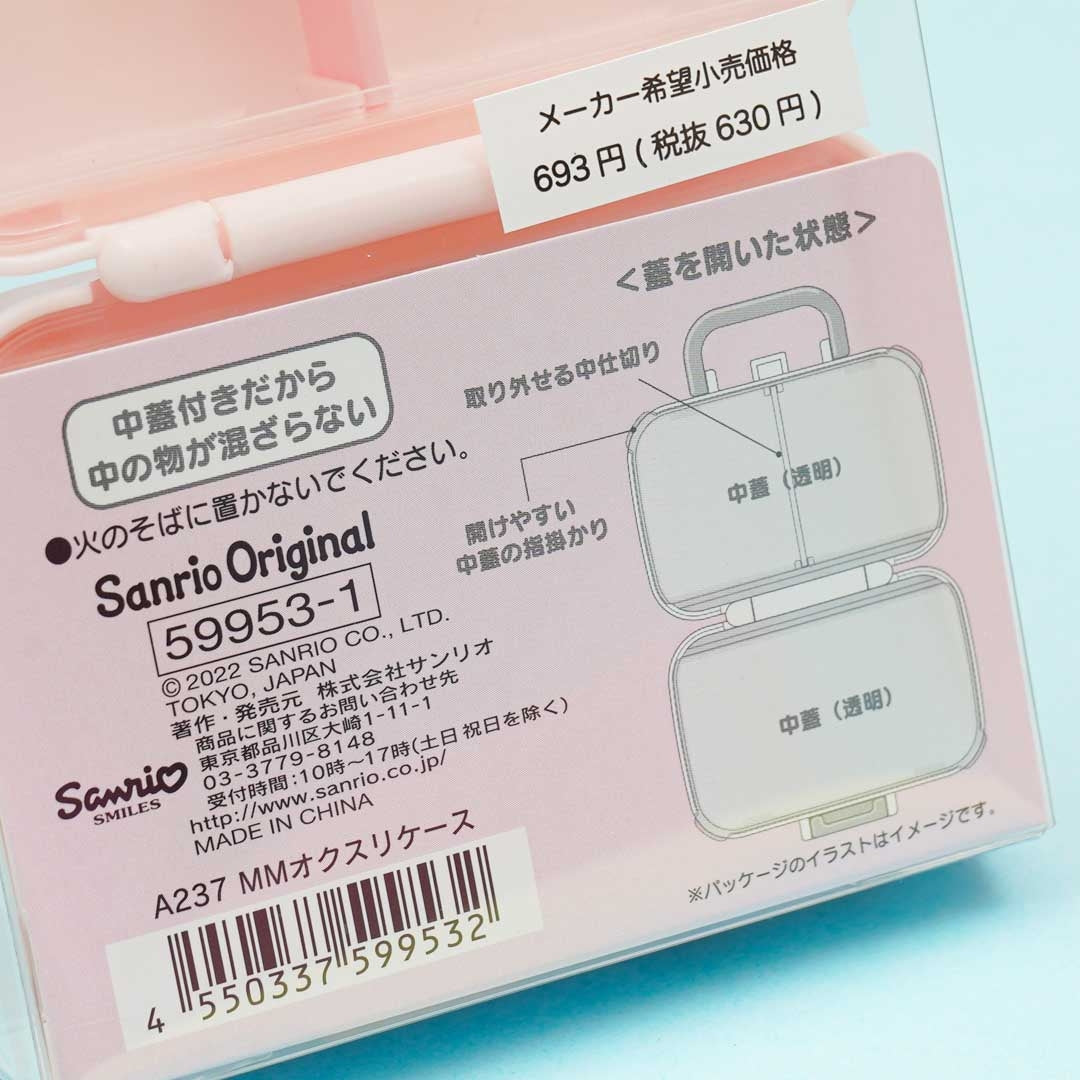 メーカー希望小売価格
693円(税抜630円)
<蓋を開いた状態>
取り外せる中仕切り
中蓋(透明)
開けやすい
中蓋の指掛かり
中蓋(透明)
※パッケージのイラストはイメージです。
中蓋付きだから
中の物が混ざらない
●火のそばに置かないでください。
Sanrio Original
59953-1
© 2022 SANRIO CO., LTD.
TOKYO, JAPAN
著作・発売元 株式会社サンリオ
商品に関するお問い合わせ先
東京都品川区大崎1-11-1
03-3779-8148
受付時間:10時~17時(土日祝日を除く)
http://www.sanrio.co.jp/
MADE IN CHINA
Sanrio
SMILES
A237 MMオクスリケース
4 550337 599532